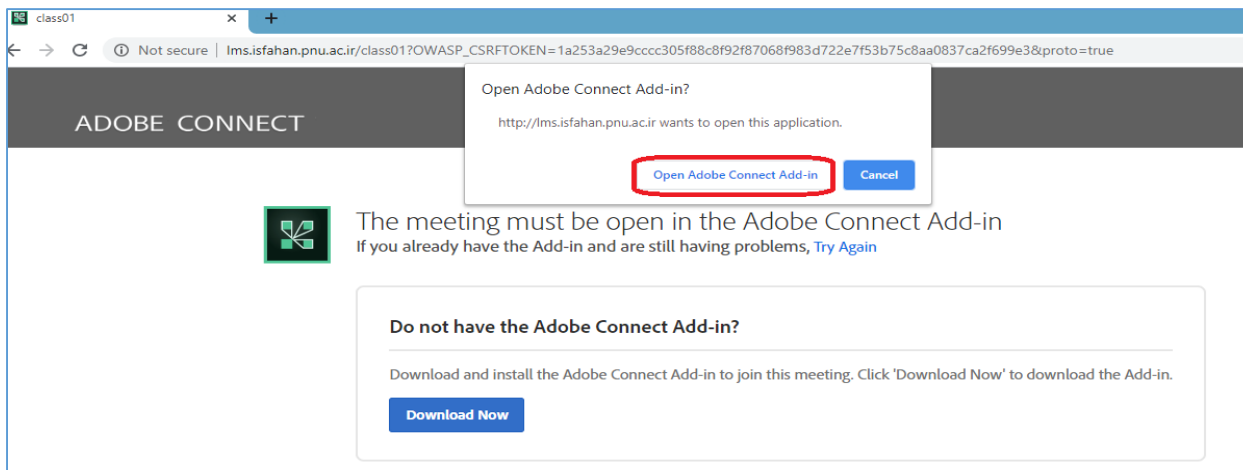 class01
Not secure | lms.isfahan.pnu.ac.ir/class01?OWASP_CSRFTOKEN=1a253a29e9cccc305f88c8f92f87068f983d722e7f53b75c8aa0837ca2f699e3&proto=true
Open Adobe Connect Add-in?
http://lms.isfahan.pnu.ac.ir wants to open this application.
Open Adobe Connect Add-in Cancel
ADOBE CONNECT
The meeting must be open in the Adobe Connect Add-in
If you already have the Add-in and are still having problems, Try Again
Do not have the Adobe Connect Add-in?
Download and install the Adobe Connect Add-in to join this meeting. Click 'Download Now' to download the Add-in.
Download Now